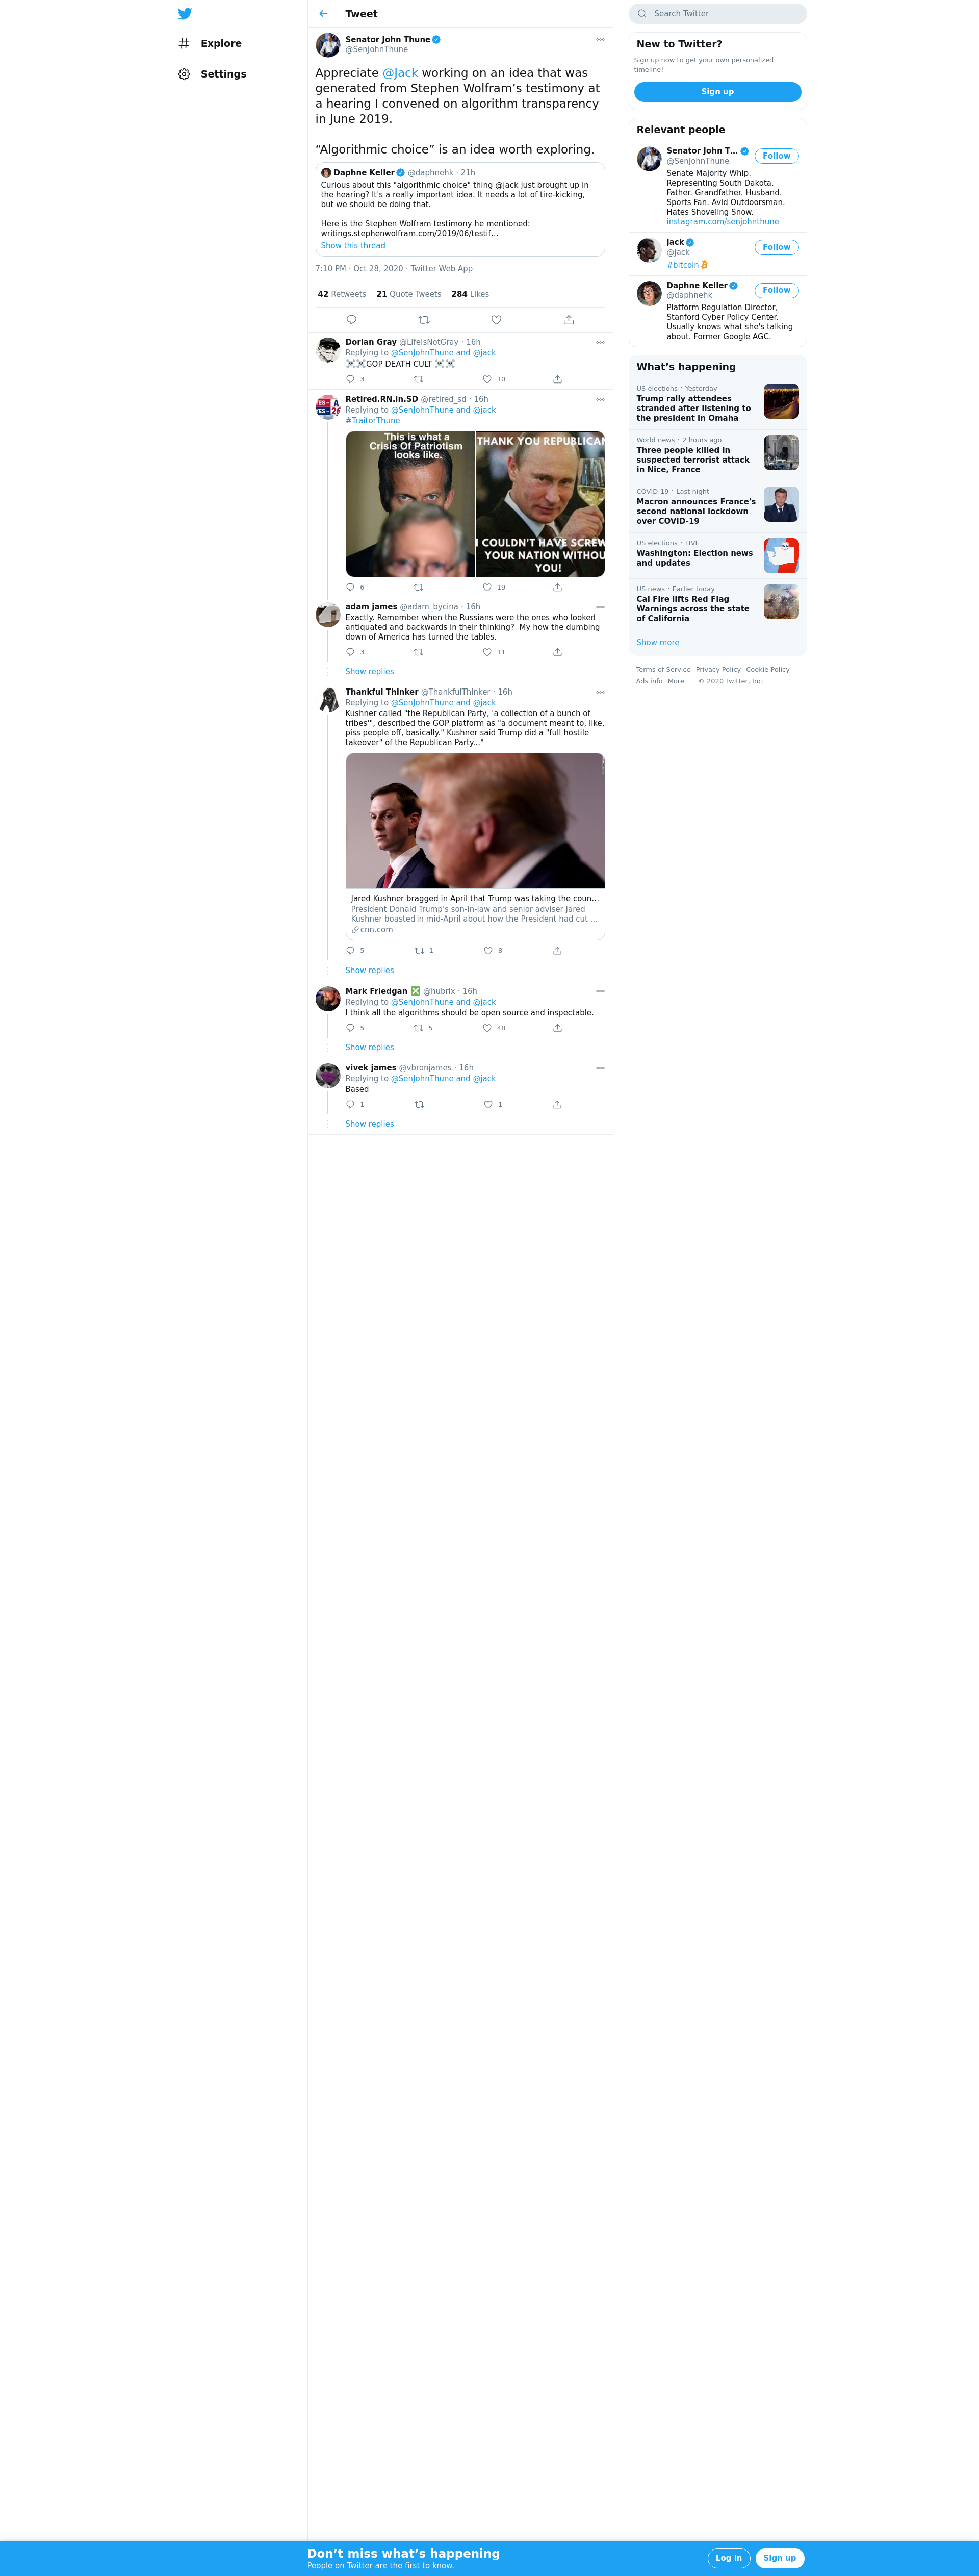 Explore
Settings
Tweet
Senator John Thune
@SenJohnThune
Appreciate @Jack working on an idea that was
generated from Stephen Wolfram’s testimony at
a hearing I convened on algorithm transparency
in June 2019.
“Algorithmic choice” is an idea worth exploring.
Daphne Keller @daphnehk · 21h
Curious about this "algorithmic choice" thing @jack just brought up in
the hearing? It's a really important idea. It needs a lot of tire-kicking,
but we should be doing that.
Here is the Stephen Wolfram testimony he mentioned:
writings.stephenwolfram.com/2019/06/testif…
Show this thread
7:10 PM · Oct 28, 2020 · Twitter Web App
42 Retweets 21 Quote Tweets 284 Likes
Dorian Gray @LifeIsNotGray · 16h
Replying to @SenJohnThune and @jack
☠️☠️GOP DEATH CULT ☠️☠️
3 10
Retired.RN.in.SD @retired_sd · 16h
Replying to @SenJohnThune and @jack
#TraitorThune
This is what a
Crisis Of Patriotism
looks like.
THANK YOU REPUBLICAN
I COULDN'T HAVE SCREW
YOUR NATION WITHOU
YOU!
6 19
adam james @adam_bycina · 16h
Exactly. Remember when the Russians were the ones who looked
antiquated and backwards in their thinking?  My how the dumbing
down of America has turned the tables.
3 11
Show replies
Thankful Thinker @ThankfulThinker · 16h
Replying to @SenJohnThune and @jack
Kushner called "the Republican Party, 'a collection of a bunch of
tribes'", described the GOP platform as "a document meant to, like,
piss people off, basically." Kushner said Trump did a "full hostile
takeover" of the Republican Party..."
Jared Kushner bragged in April that Trump was taking the coun…
President Donald Trump's son-in-law and senior adviser Jared
Kushner boasted in mid-April about how the President had cut …
cnn.com
5 1 8
Show replies
Mark Friedgan ❎ @hubrix · 16h
Replying to @SenJohnThune and @jack
I think all the algorithms should be open source and inspectable.
5 5 48
Show replies
vivek james @vbronjames · 16h
Replying to @SenJohnThune and @jack
Based
1 1
Show replies
Search Twitter
New to Twitter?
Sign up now to get your own personalized
timeline!
Sign up
Relevant people
Senator John T…
@SenJohnThune
Follow
Senate Majority Whip.
Representing South Dakota.
Father. Grandfather. Husband.
Sports Fan. Avid Outdoorsman.
Hates Shoveling Snow.
instagram.com/senjohnthune
jack
@jack
Follow
#bitcoin
Daphne Keller
@daphnehk
Follow
Platform Regulation Director,
Stanford Cyber Policy Center.
Usually knows what she's talking
about. Former Google AGC.
What’s happening
US elections · Yesterday
Trump rally attendees
stranded after listening to
the president in Omaha
World news · 2 hours ago
Three people killed in
suspected terrorist attack
in Nice, France
COVID-19 · Last night
Macron announces France's
second national lockdown
over COVID-19
US elections · LIVE
Washington: Election news
and updates
US news · Earlier today
Cal Fire lifts Red Flag
Warnings across the state
of California
Show more
Terms of Service Privacy Policy Cookie Policy
Ads info More © 2020 Twitter, Inc.
Don’t miss what’s happening
People on Twitter are the first to know.
Log in
Sign up